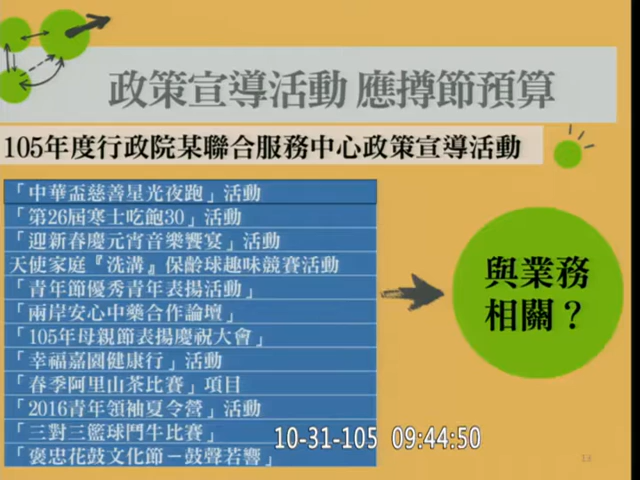 政策宣導活動 應撙節預算
105年度行政院某聯合服務中心政策宣導活動
「中華盃慈善星光夜跑」活動
「第26屆寒士吃飽30」活動
「迎新春慶元宵音樂饗宴」活動
天使家庭『洗溝』保齡球趣味競賽活動
「青年節優秀青年表揚活動」
「兩岸安心中藥合作論壇」
「105年母親節表揚慶祝大會」
「幸福嘉園健康行」活動
「春季阿里山茶比賽」項目
「2016青年領袖夏令營」活動
「三對三籃球鬥牛比賽」
「褒忠花鼓文化節－鼓聲若響」
與業務
相關？
10-31-105 09:44:50